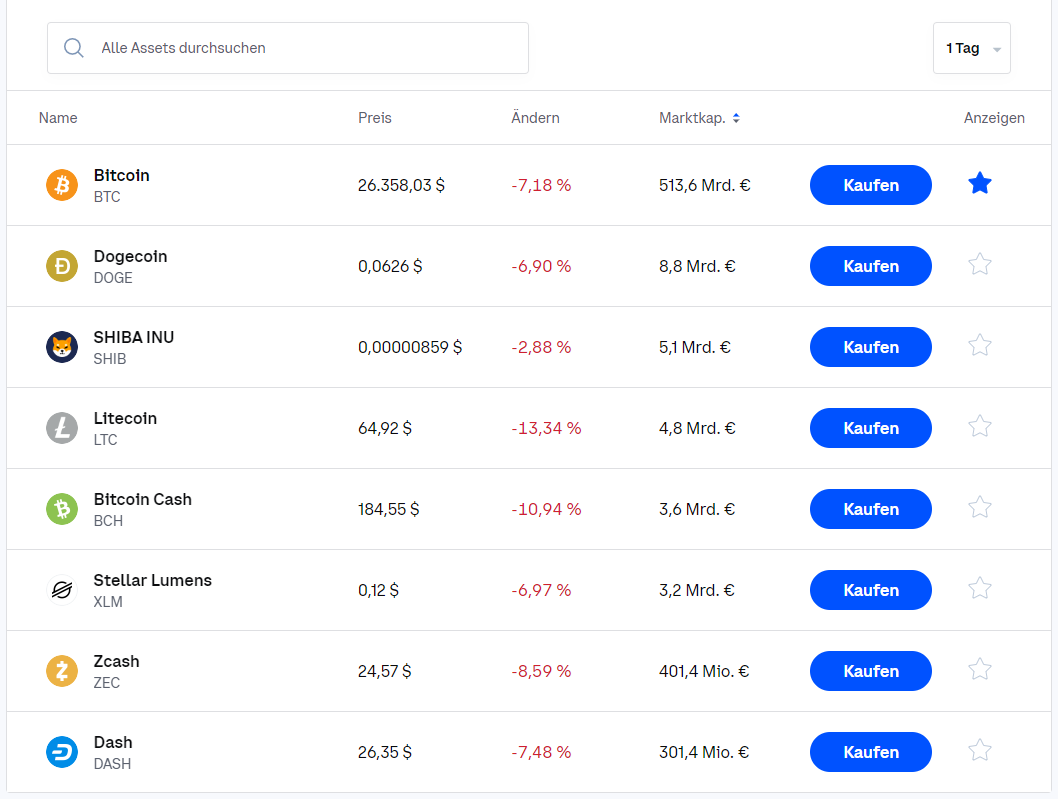 Alle Assets durchsuchen
1 Tag
Name Preis Ändern Marktkap. Anzeigen
Bitcoin
BTC
26.358,03 $ -7,18 % 513,6 Mrd. € Kaufen
Dogecoin
DOGE
0,0626 $ -6,90 % 8,8 Mrd. € Kaufen
SHIBA INU
SHIB
0,00000859 $ -2,88 % 5,1 Mrd. € Kaufen
Litecoin
LTC
64,92 $ -13,34 % 4,8 Mrd. € Kaufen
Bitcoin Cash
BCH
184,55 $ -10,94 % 3,6 Mrd. € Kaufen
Stellar Lumens
XLM
0,12 $ -6,97 % 3,2 Mrd. € Kaufen
Zcash
ZEC
24,57 $ -8,59 % 401,4 Mio. € Kaufen
Dash
DASH
26,35 $ -7,48 % 301,4 Mio. € Kaufen